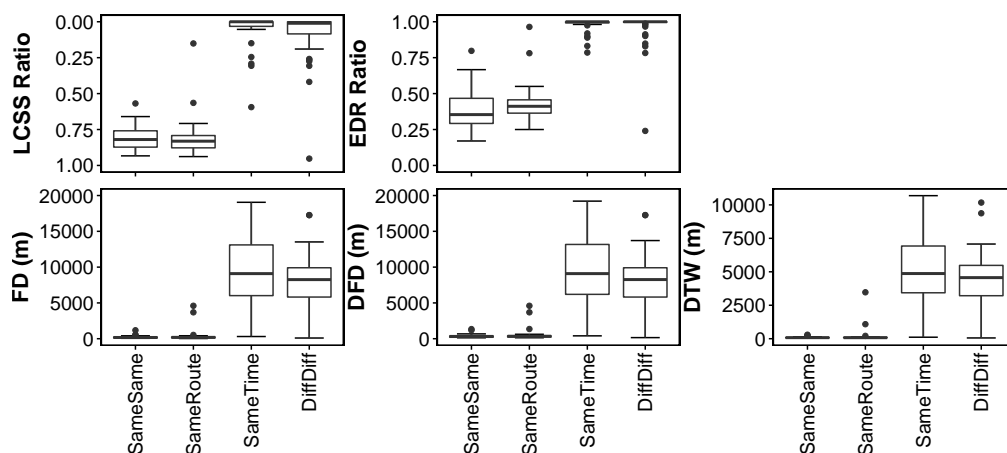 LCSS Ratio
0.00
0.25
0.50
0.75
1.00
EDR Ratio
1.00
0.75
0.50
0.25
0.00
FD (m)
20000
15000
10000
5000
0
SameSame
SameRoute
SameTime
DiffDiff
DFD (m)
20000
15000
10000
5000
0
SameSame
SameRoute
SameTime
DiffDiff
DTW (m)
10000
7500
5000
2500
0
SameSame
SameRoute
SameTime
DiffDiff